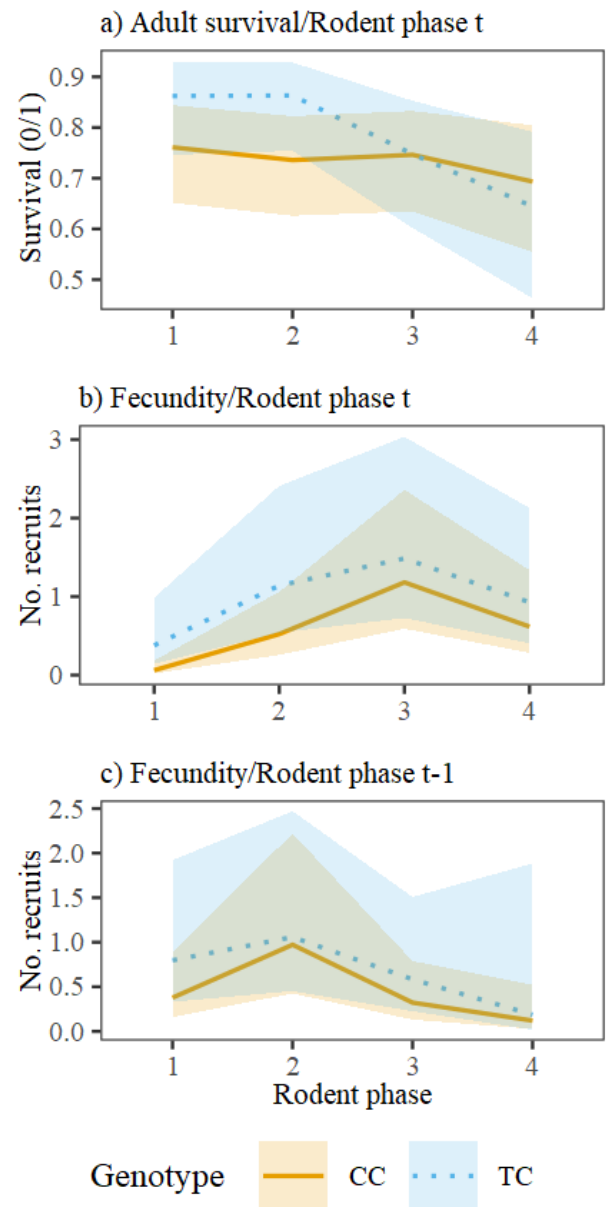 a) Adult survival/Rodent phase t
Survival (0/1)
0.9
0.8
0.7
0.6
0.5
1 2 3 4
b) Fecundity/Rodent phase t
No. recruits
3
2
1
0
1 2 3 4
c) Fecundity/Rodent phase t-1
No. recruits
2.5
2.0
1.5
1.0
0.5
0.0
1 2 3 4
Rodent phase
Genotype CC TC